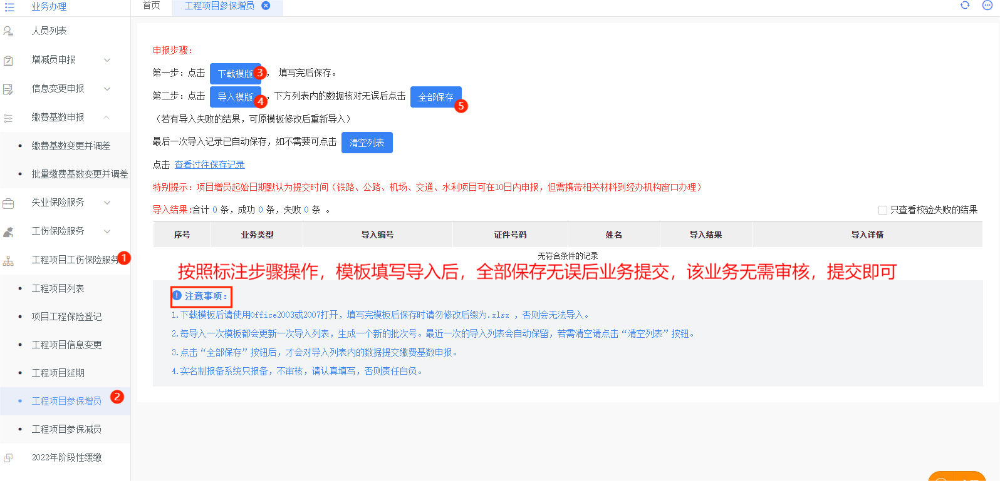 业务办理
人员列表
增减员申报
信息变更申报
缴费基数申报
缴费基数变更并调差
批量缴费基数变更并调差
失业保险服务
工伤保险服务
工程项目工伤保险服务 1
工程项目列表
项目工程保险登记
工程项目信息变更
工程项目延期
工程项目参保增员 2
工程项目参保减员
2022年阶段性缓缴
首页 工程项目参保增员
申报步骤：
第一步：点击 下载模版 3 ， 填写完后保存。
第二步：点击 导入模版 4 ，下方列表内的数据核对无误后点击 全部保存 5
（若有导入失败的结果，可原模板修改后重新导入）
最后一次导入记录已自动保存，如不需要可点击 清空列表
点击 查看过往保存记录
特别提示：项目增员起始日期默认为提交时间（铁路、公路、机场、交通、水利项目可在10日内申报，但需携带相关材料到经办机构窗口办理）
导入结果:合计 0 条，成功 0 条，失败 0 条 。 只查看校验失败的结果
序号 业务类型 导入编号 证件号码 姓名 导入结果 导入详情
无符合条件的记录
按照标注步骤操作，模板填写导入后，全部保存无误后业务提交，该业务无需审核，提交即可
注意事项：
1.下载模板后请使用Office2003或2007打开，填写完模板后保存时请勿修改后缀为.xlsx ，否则会无法导入。
2.每导入一次模板都会更新一次导入列表，生成一个新的批次号。最近一次的导入列表会自动保留，若需清空请点击“清空列表”按钮。
3.点击“全部保存”按钮后，才会对导入列表内的数据提交缴费基数申报。
4.实名制报备系统只报备，不审核，请认真填写，否则责任自负。